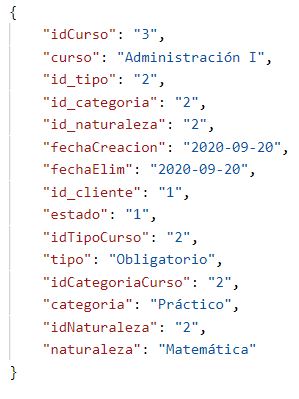 {
"idCurso": "3",
"curso": "Administración I",
"id_tipo": "2",
"id_categoria": "2",
"id_naturaleza": "2",
"fechaCreacion": "2020-09-20",
"fechaElim": "2020-09-20",
"id_cliente": "1",
"estado": "1",
"idTipoCurso": "2",
"tipo": "Obligatorio",
"idCategoriaCurso": "2",
"categoria": "Práctico",
"idNaturaleza": "2",
"naturaleza": "Matemática"
}